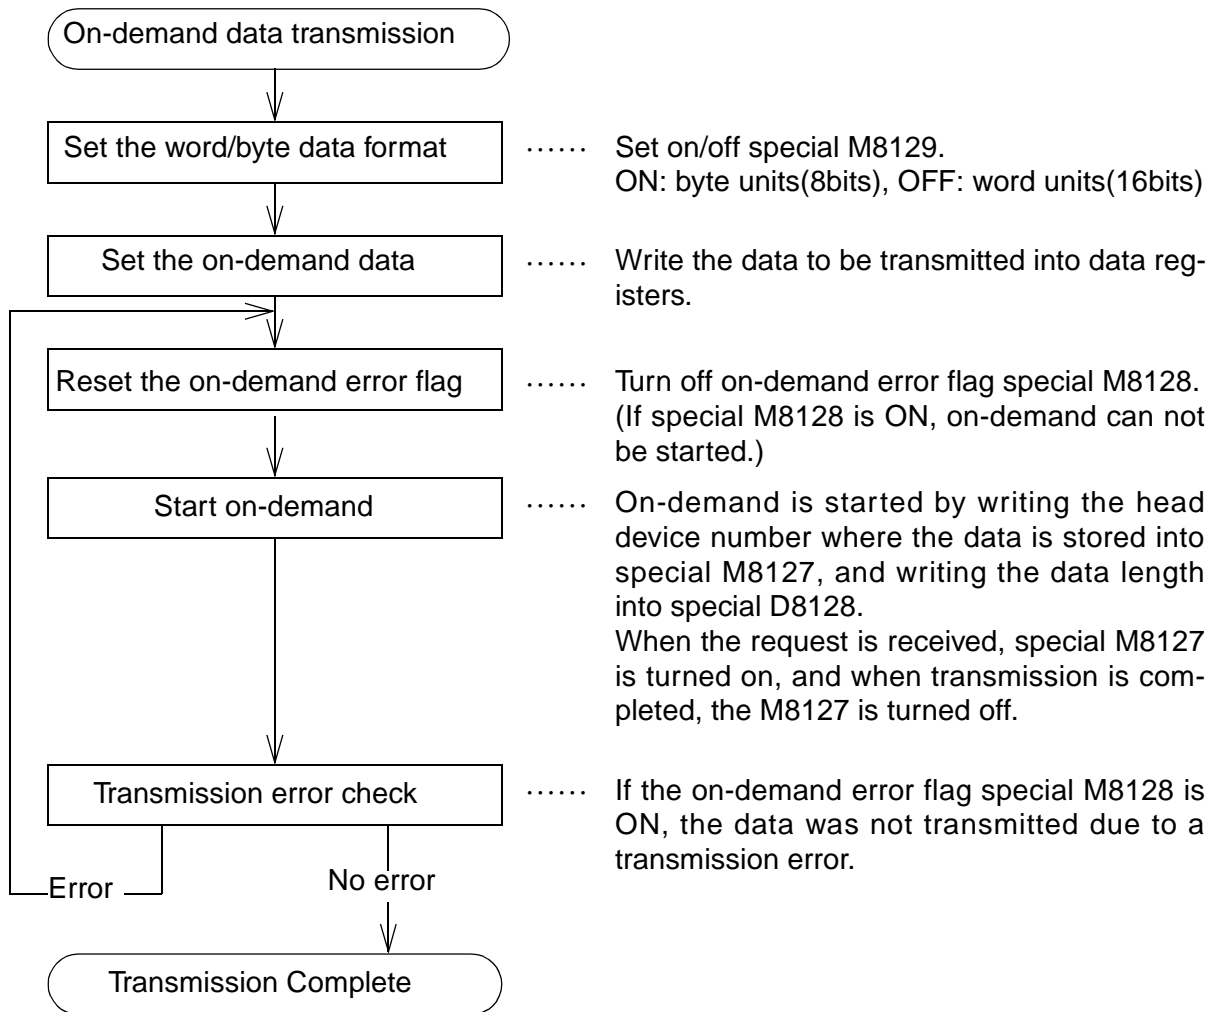 On-demand data transmission
Set the word/byte data format
······ Set on/off special M8129.
ON: byte units(8bits), OFF: word units(16bits)
Set the on-demand data
······ Write the data to be transmitted into data reg-
isters.
Reset the on-demand error flag
······ Turn off on-demand error flag special M8128.
(If special M8128 is ON, on-demand can not
be started.)
Start on-demand
······ On-demand is started by writing the head
device number where the data is stored into
special M8127, and writing the data length
into special D8128.
When the request is received, special M8127
is turned on, and when transmission is com-
pleted, the M8127 is turned off.
Transmission error check
······ If the on-demand error flag special M8128 is
ON, the data was not transmitted due to a
transmission error.
Error
No error
Transmission Complete